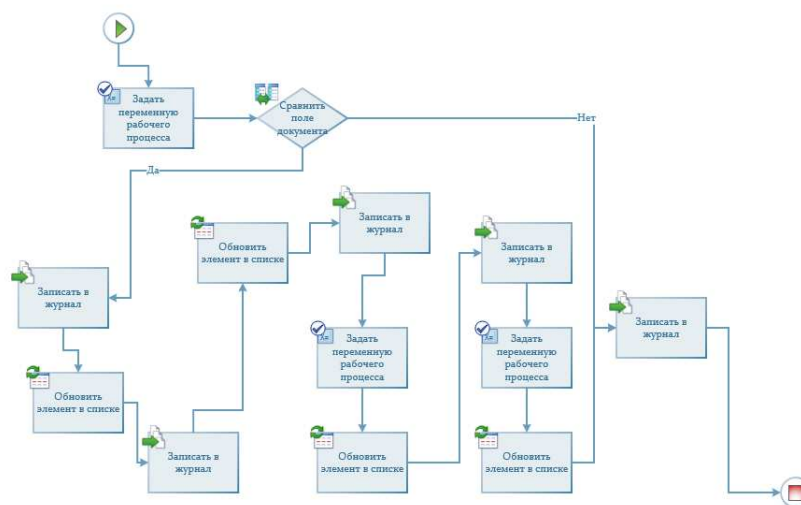 Задать
переменную
рабочего
процесса
Сравнить
поле
документа
Нет
Да
Записать в
журнал
Обновить
элемент в списке
Записать в
журнал
Обновить
элемент в списке
Записать в
журнал
Задать
переменную
рабочего
процесса
Обновить
элемент в списке
Записать в
журнал
Задать
переменную
рабочего
процесса
Обновить
элемент в списке
Записать в
журнал